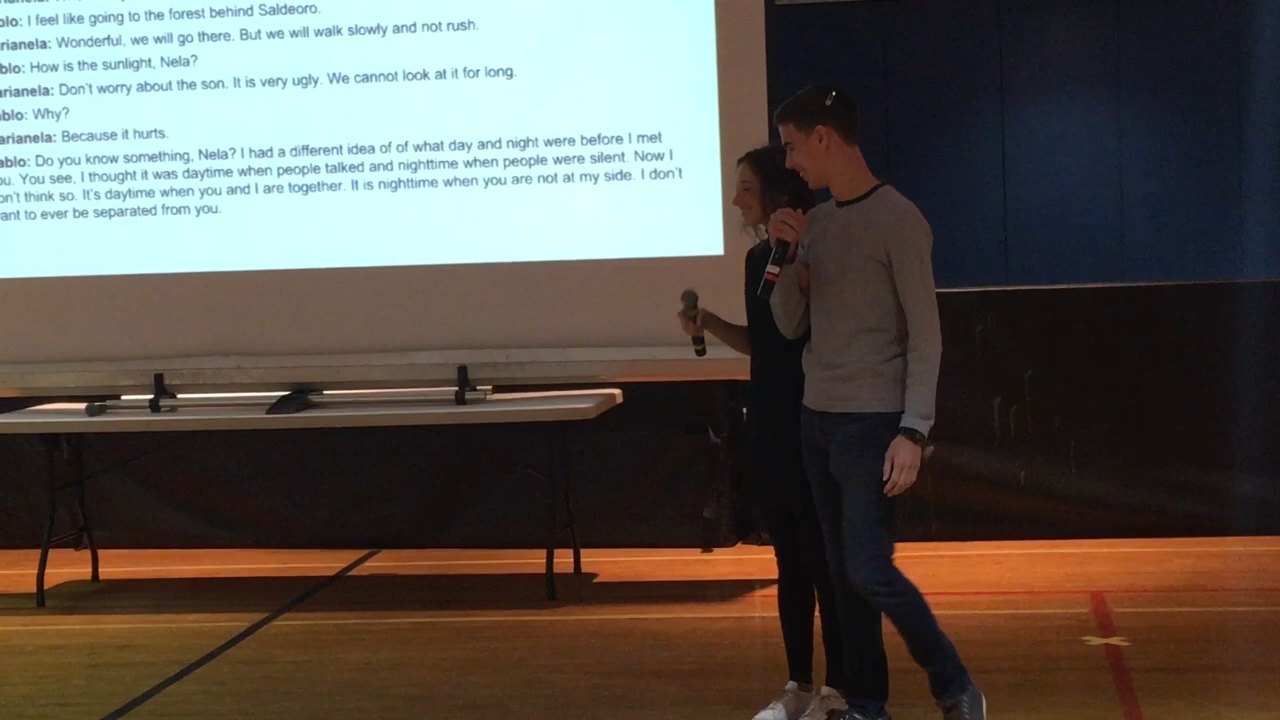 blo: I feel like going to the forest behind Saldeoro.
rianela: Wonderful, we will go there. But we will walk slowly and not rush.
blo: How is the sunlight, Nela?
arianela: Don't worry about the son. It is very ugly. We cannot look at it for long.
ablo: Why?
arianela: Because it hurts.
ablo: Do you know something, Nela? I had a different idea of of what day and night were before I met
ou. You see, I thought it was daytime when people talked and nighttime when people were silent. Now I
on't think so. It's daytime when you and I are together. It is nighttime when you are not at my side. I don't
ant to ever be separated from you.